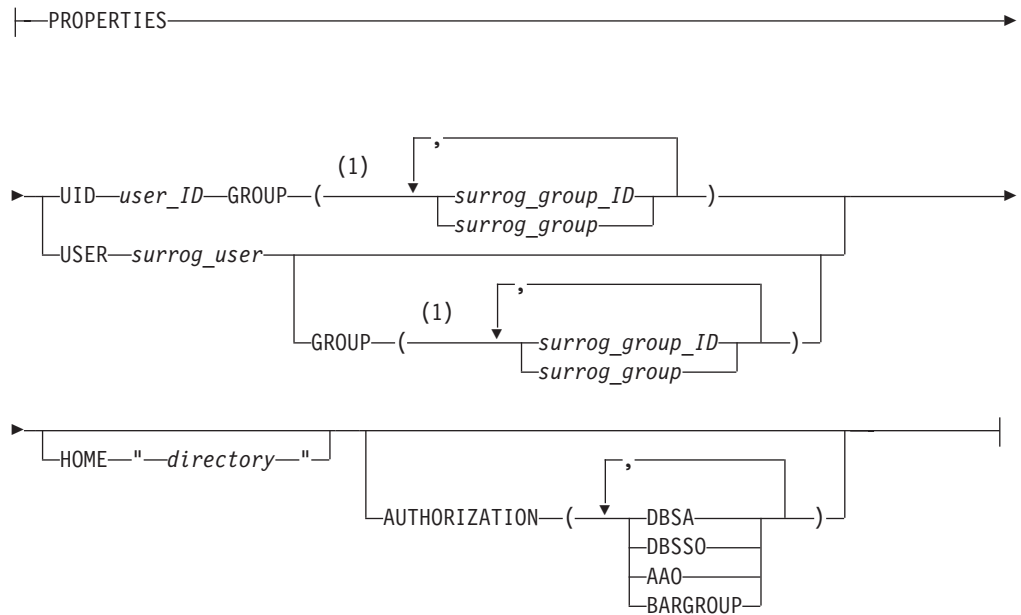 PROPERTIES
,
(1)
UID user_ID GROUP ( surrog_group_ID )
surrog_group
USER surrog_user
,
(1)
GROUP ( surrog_group_ID )
surrog_group
HOME " directory "
,
AUTHORIZATION ( DBSA )
DBSSO
AAO
BARGROUP